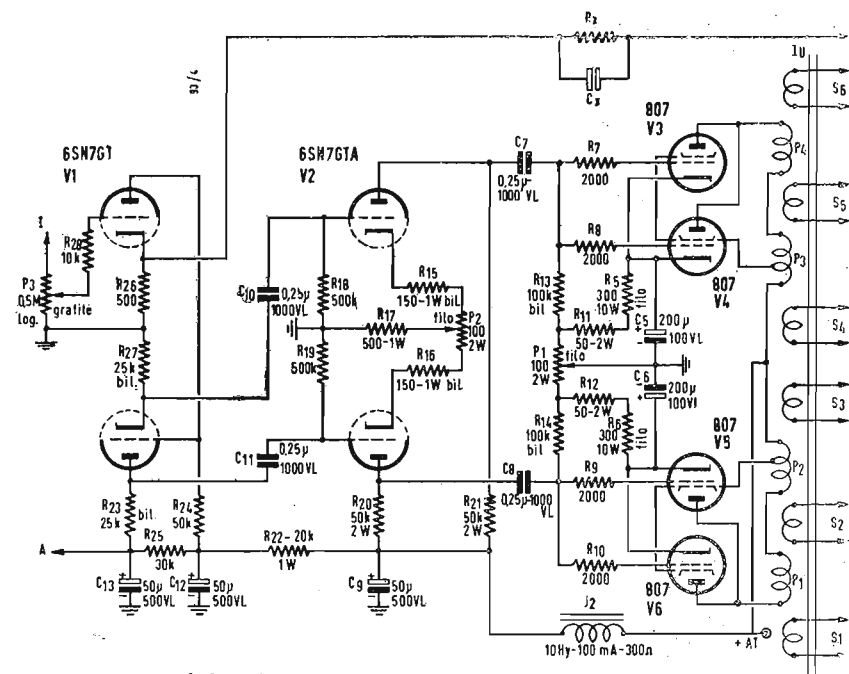 Rx
Cx
93/4
6SN7GT
V1
6SN7GTA
V2
C7
0,25µ-
1000 VL
R7
2000
807
V3
TU
S6
P4
S5
I
P3
0,5M
log.
R28
10k
grafite
R26
500
R27
25k
bil.
C10
0,25µ
1000VL
R18
500k
R17
500-1W
R19
500k
R15
150-1W bil
filo
P2
100
2W
R16
150-1W bil.
R8
2000
807
V4
P3
R13
100k
bil
R11
50-2W
R5
300
10W
filo
C5
200µ
100VL
P1
100
2W
filo
S4
C6
200µ
100VL
R12
50-2W
R6
300
10W
filo
S3
R14
100k
bil
807
V5
P2
C11
0,25µ
1000VL
C8
0,25µ-1000
VL
R9
2000
R23
25k
bil.
R24
50k
R20
50k
2W
R21
50k
2W
S2
A
R25
30k
R22-20k
1W
R10
2000
807
V6
P1
C13
50µ
500VL
C12
50µ
500VL
C9
50µ
500VL
J2
10Hy-100 mA-300Ω
+AT
S1